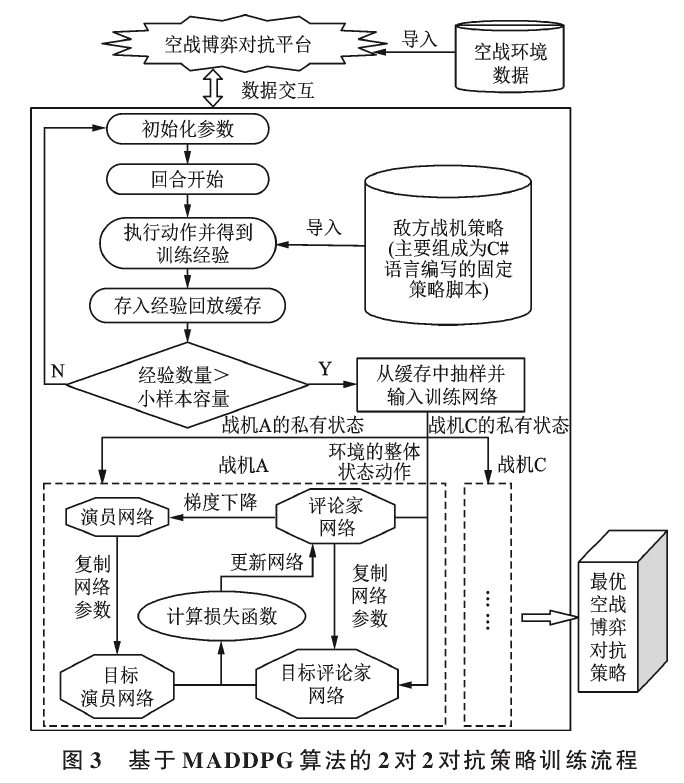 空战博弈对抗平台
导入
空战环境
数据
数据交互
初始化参数
回合开始
执行动作并得到
训练经验
导入
敌方战机策略
(主要组成为C#
语言编写的固定
策略脚本)
存入经验回放缓存
N
经验数量>
小样本容量
Y
从缓存中抽样并
输入训练网络
战机A的私有状态
战机C的私有状态
战机A
环境的整体
状态动作
战机C
演员网络
梯度下降
评论家
网络
复制
网络
参数
更新网络
复制
网络
参数
计算损失函数
目标
演员网络
目标评论家
网络
……
最优
空战
博弈
对抗
策略
图 3 基于 MADDPG 算法的 2 对 2 对抗策略训练流程